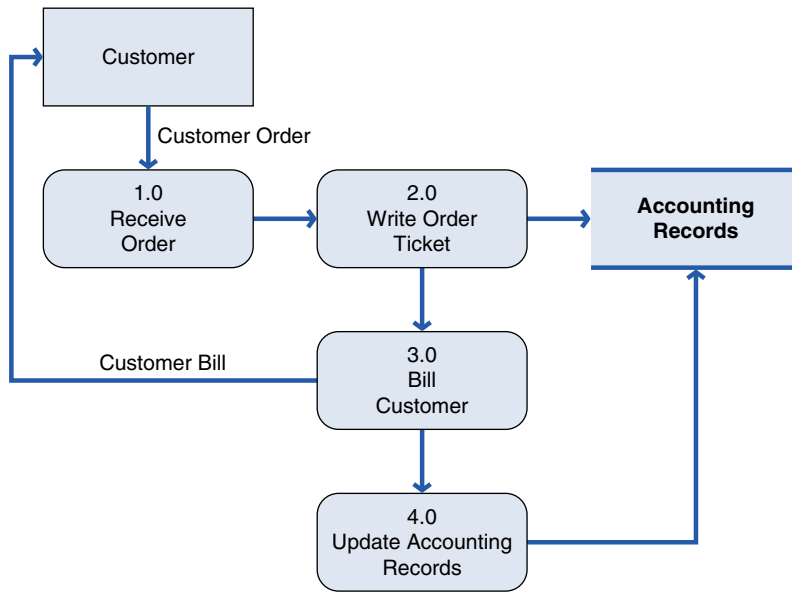 Customer
Customer Order
1.0
Receive
Order
2.0
Write Order
Ticket
Accounting
Records
Customer Bill
3.0
Bill
Customer
4.0
Update Accounting
Records